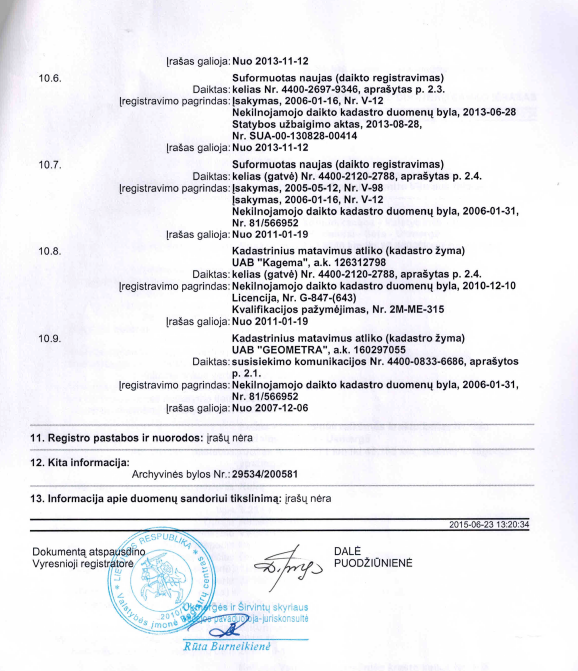 Įrašas galioja: Nuo 2013-11-12
10.6. Suformuotas naujas (daikto registravimas)
Daiktas: kelias Nr. 4400-2697-9346, aprašytas p. 2.3.
Įregistravimo pagrindas: Įsakymas, 2006-01-16, Nr. V-12
Nekilnojamojo daikto kadastro duomenų byla, 2013-06-28
Statybos užbaigimo aktas, 2013-08-28,
Nr. SUA-00-130828-00414
Įrašas galioja: Nuo 2013-11-12
10.7. Suformuotas naujas (daikto registravimas)
Daiktas: kelias (gatvė) Nr. 4400-2120-2788, aprašytas p. 2.4.
Įregistravimo pagrindas: Įsakymas, 2005-05-12, Nr. V-98
Įsakymas, 2006-01-16, Nr. V-12
Nekilnojamojo daikto kadastro duomenų byla, 2006-01-31,
Nr. 81/566952
Įrašas galioja: Nuo 2011-01-19
10.8. Kadastrinius matavimus atliko (kadastro žyma)
UAB "Kagema", a.k. 126312798
Daiktas: kelias (gatvė) Nr. 4400-2120-2788, aprašytas p. 2.4.
Įregistravimo pagrindas: Nekilnojamojo daikto kadastro duomenų byla, 2010-12-10
Licencija, Nr. G-847-(643)
Kvalifikacijos pažymėjimas, Nr. 2M-ME-315
Įrašas galioja: Nuo 2011-01-19
10.9. Kadastrinius matavimus atliko (kadastro žyma)
UAB "GEOMETRA", a.k. 160297055
Daiktas: susisiekimo komunikacijos Nr. 4400-0833-6686, aprašytos
p. 2.1.
Įregistravimo pagrindas: Nekilnojamojo daikto kadastro duomenų byla, 2006-01-31,
Nr. 81/566952
Įrašas galioja: Nuo 2007-12-06
11. Registro pastabos ir nuorodos: įrašų nėra
12. Kita informacija:
Archyvinės bylos Nr.: 29534/200581
13. Informacija apie duomenų sandoriui tikslinimą: įrašų nėra
2015-06-23 13:20:34
Dokumentą atspausdino DALĖ
Vyresnioji registratorė PUODŽIŪNIENĖ
LIETUVOS RESPUBLIKA
Valstybės įmonė Registrų centras
Ukmergės ir Širvintų skyriaus
pavaduotoja-juriskonsultė
Rūta Burneikienė